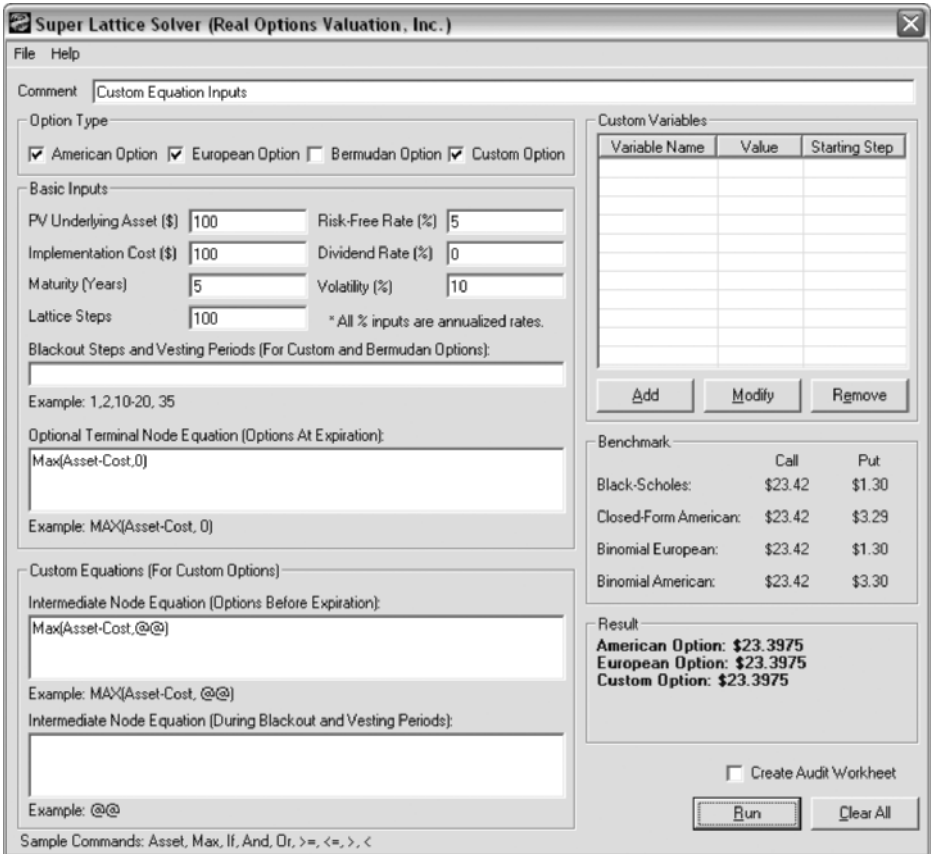 Super Lattice Solver (Real Options Valuation, Inc.)
File Help
Comment Custom Equation Inputs
Option Type
American Option European Option Bermudan Option Custom Option
Basic Inputs
PV Underlying Asset ($) 100 Risk-Free Rate (%) 5
Implementation Cost ($) 100 Dividend Rate (%) 0
Maturity (Years) 5 Volatility (%) 10
Lattice Steps 100 * All % inputs are annualized rates.
Blackout Steps and Vesting Periods (For Custom and Bermudan Options):
Example: 1,2,10-20, 35
Optional Terminal Node Equation (Options At Expiration):
Max(Asset-Cost,0)
Example: MAX(Asset-Cost, 0)
Custom Equations (For Custom Options)
Intermediate Node Equation (Options Before Expiration):
Max(Asset-Cost,@@)
Example: MAX(Asset-Cost, @@)
Intermediate Node Equation (During Blackout and Vesting Periods):
Example: @@
Sample Commands: Asset, Max, If, And, Or, >=, <=, >, <
Custom Variables
Variable Name Value Starting Step
Add Modify Remove
Benchmark
Call Put
Black-Scholes: $23.42 $1.30
Closed-Form American: $23.42 $3.29
Binomial European: $23.42 $1.30
Binomial American: $23.42 $3.30
Result
American Option: $23.3975
European Option: $23.3975
Custom Option: $23.3975
Create Audit Workheet
Run Clear All